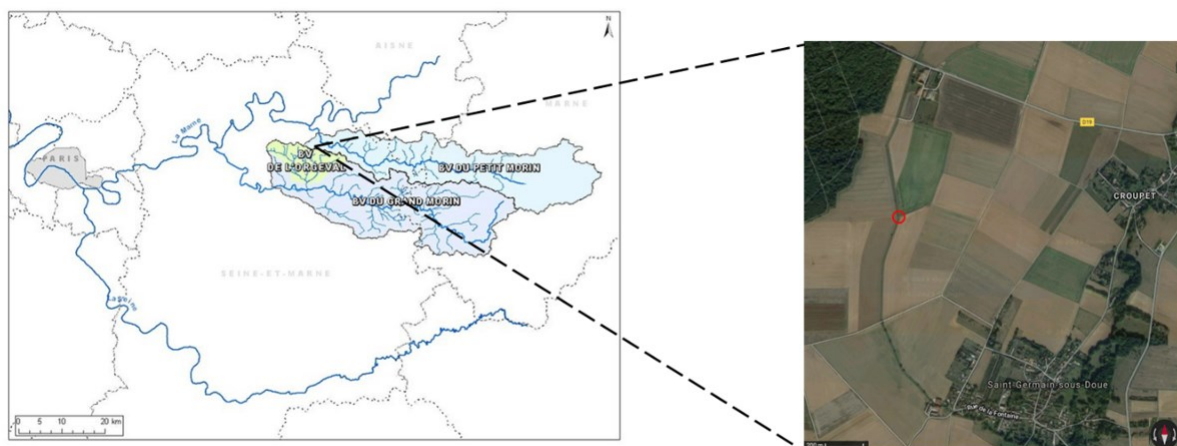 N
AISNE
MARNE
La Marne
PARIS
BV
DE L'ORGEVAL
BV DU PETIT MORIN
BV DU GRAND MORIN
SEINE-ET-MARNE
La Seine
0 5 10 20 km
D19
CROUPET
Saint-Germain-sous-Doue
Rue de la Fontaine
200 m